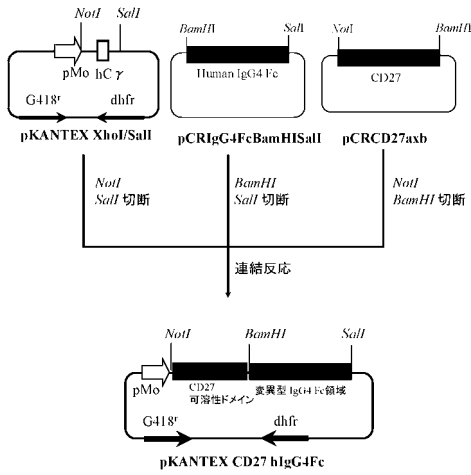 NotI SalI
BamHI SalI
NotI BamHI
pMo hCγ
Human IgG4 Fc
CD27
G418r dhfr
pKANTEX XhoI/SalI
pCRIgG4FcBamHISalI
pCRCD27axb
NotI
SalI 切断
BamHI
SalI 切断
NotI
BamHI 切断
連結反応
NotI BamHI SalI
pMo
CD27
可溶性ドメイン
変異型 IgG4 Fc領域
G418r dhfr
pKANTEX CD27 hIgG4Fc